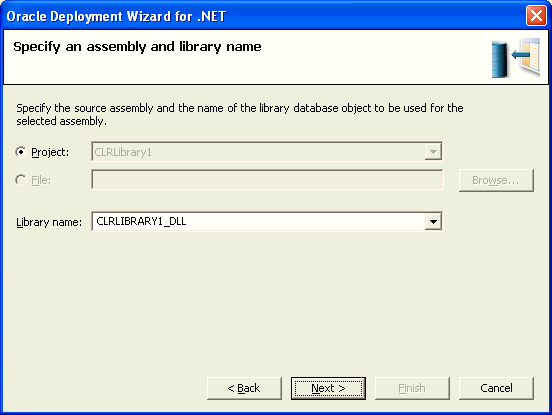 Oracle Deployment Wizard for .NET
Specify an assembly and library name
Specify the source assembly and the name of the library database object to be used for the
selected assembly.
Project: CLRLibrary1
File: Browse...
Library name: CLRLIBRARY1_DLL
< Back Next > Finish Cancel